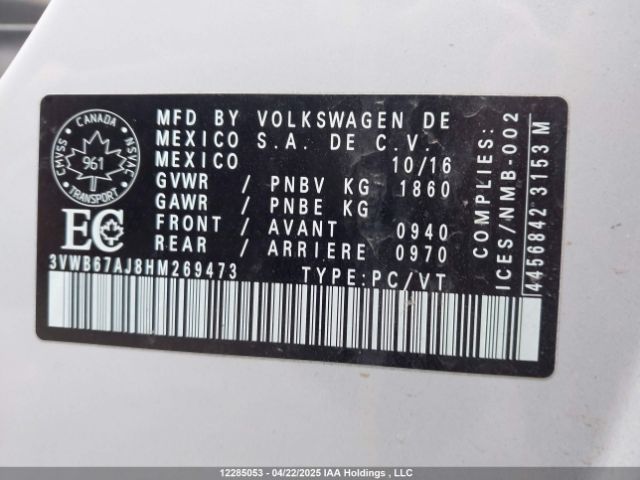 CANADA
CMVSS
NSVAC
961
TRANSPORT
EC
MFD BY VOLKSWAGEN DE
MEXICO S.A. DE C.V.
MEXICO 10/16
GVWR / PNBV KG 1860
GAWR / PNBE KG
FRONT / AVANT 0940
REAR / ARRIERE 0970
3VWB67AJ8HM269473 TYPE:PC/VT
COMPLIES:
ICES/NMB-002
4456842 3153M
12285053 - 04/22/2025 IAA Holdings , LLC